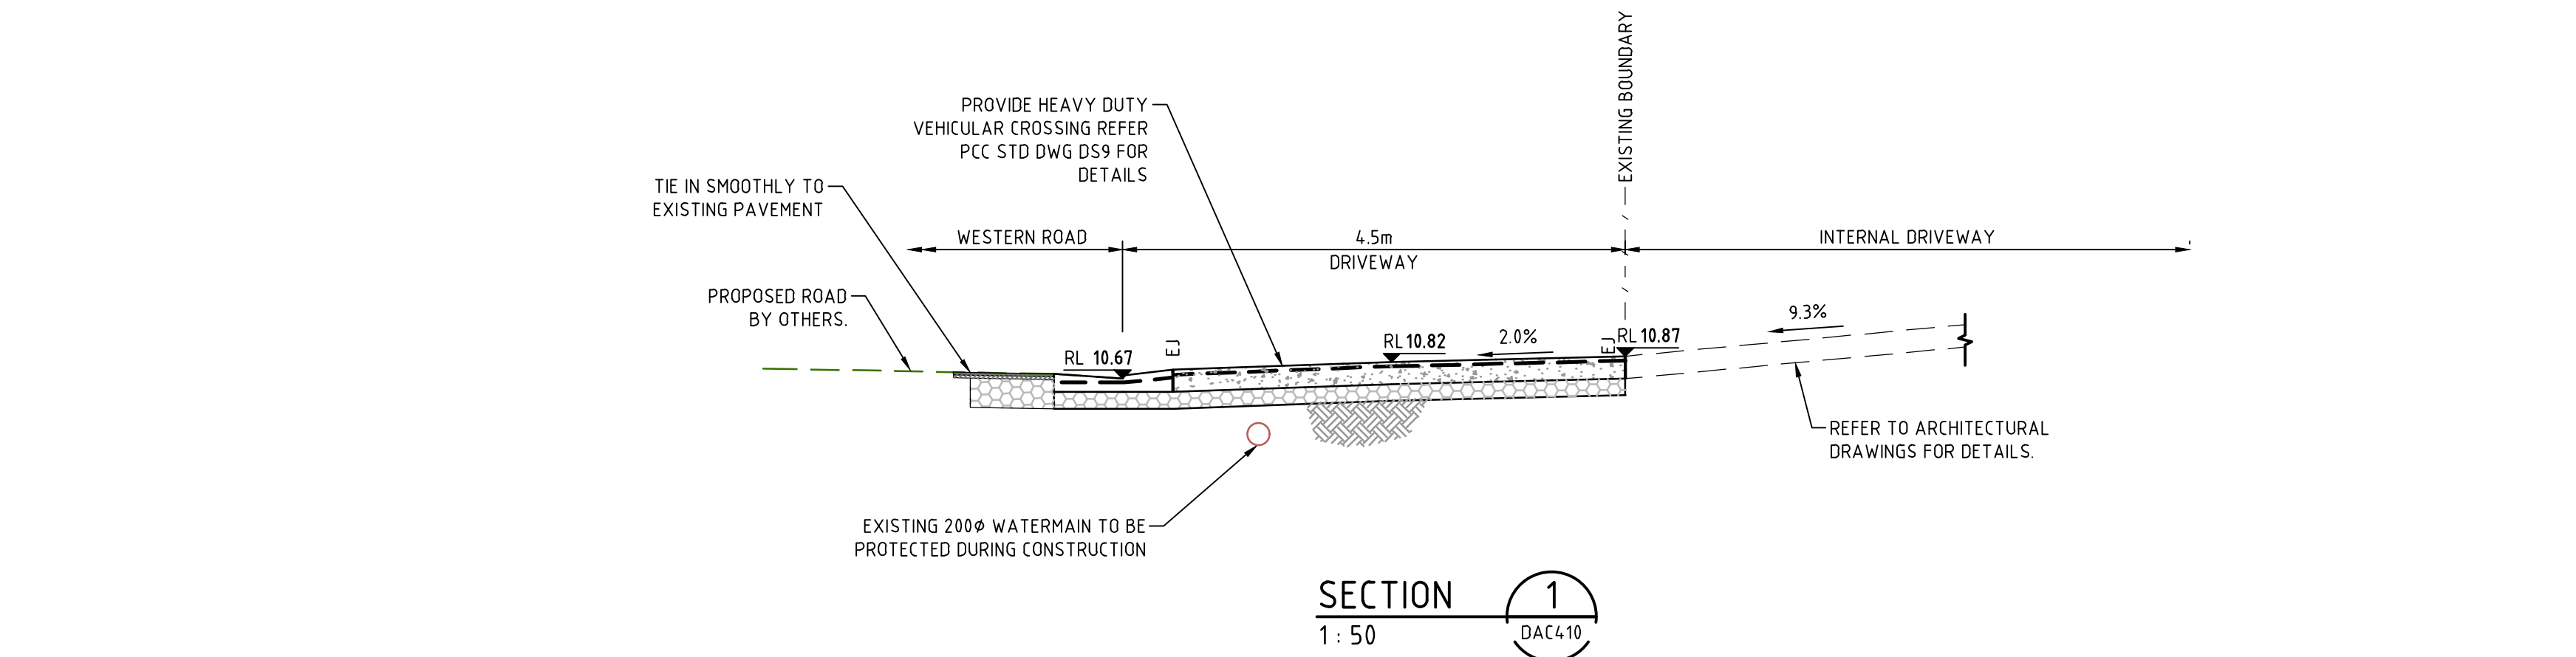 EXISTING BOUNDARY
PROVIDE HEAVY DUTY
VEHICULAR CROSSING REFER
PCC STD DWG DS9 FOR
DETAILS
TIE IN SMOOTHLY TO
EXISTING PAVEMENT
WESTERN ROAD
4.5m
DRIVEWAY
INTERNAL DRIVEWAY
PROPOSED ROAD
BY OTHERS.
RL 10.67
EJ
RL 10.82
2.0%
EJ
RL 10.87
9.3%
REFER TO ARCHITECTURAL
DRAWINGS FOR DETAILS.
EXISTING 200Ø WATERMAIN TO BE
PROTECTED DURING CONSTRUCTION
SECTION
1 : 50
1
DAC410